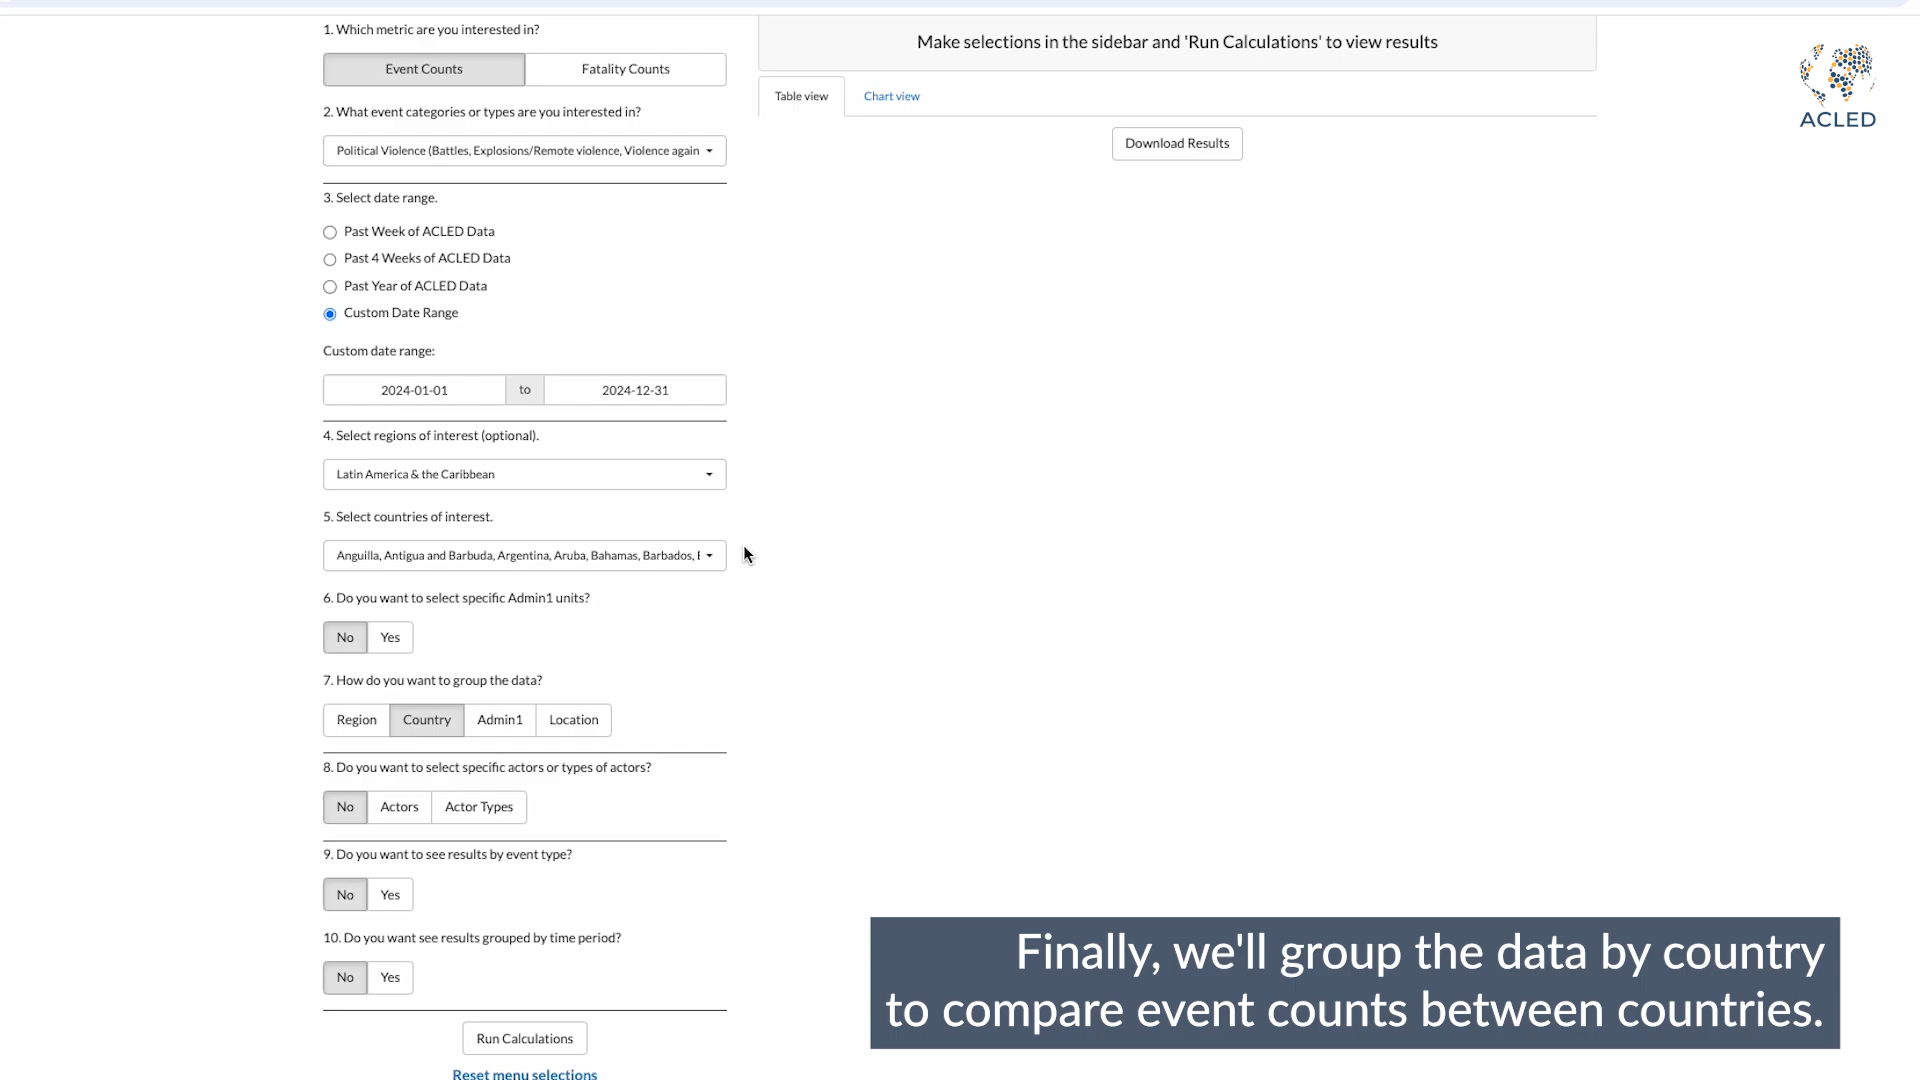 1. Which metric are you interested in?
Event Counts
Fatality Counts
2. What event categories or types are you interested in?
Political Violence (Battles, Explosions/Remote violence, Violence again
3. Select date range.
Past Week of ACLED Data
Past 4 Weeks of ACLED Data
Past Year of ACLED Data
Custom Date Range
Custom date range:
2024-01-01 to 2024-12-31
4. Select regions of interest (optional).
Latin America & the Caribbean
5. Select countries of interest.
Anguilla, Antigua and Barbuda, Argentina, Aruba, Bahamas, Barbados,
6. Do you want to select specific Admin1 units?
No Yes
7. How do you want to group the data?
Region Country Admin1 Location
8. Do you want to select specific actors or types of actors?
No Actors Actor Types
9. Do you want to see results by event type?
No Yes
10. Do you want see results grouped by time period?
No Yes
Run Calculations
Reset menu selections
Make selections in the sidebar and 'Run Calculations' to view results
Table view Chart view
Download Results
ACLED
Finally, we'll group the data by country
to compare event counts between countries.